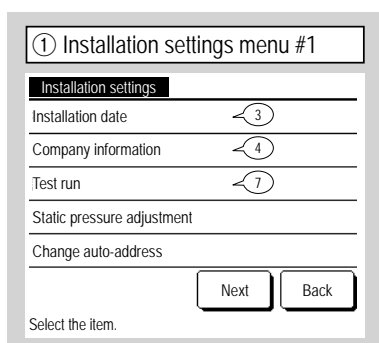 ① Installation settings menu #1
Installation settings
Installation date 3
Company information 4
Test run 7
Static pressure adjustment
Change auto-address
Next Back
Select the item.